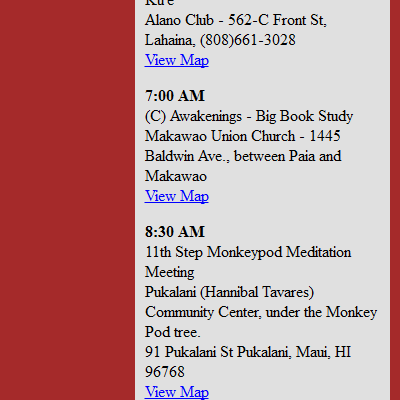 Alano Club - 562-C Front St,
Lahaina, (808)661-3028
View Map
7:00 AM
(C) Awakenings - Big Book Study
Makawao Union Church - 1445
Baldwin Ave., between Paia and
Makawao
View Map
8:30 AM
11th Step Monkeypod Meditation
Meeting
Pukalani (Hannibal Tavares)
Community Center, under the Monkey
Pod tree.
91 Pukalani St Pukalani, Maui, HI
96768
View Map